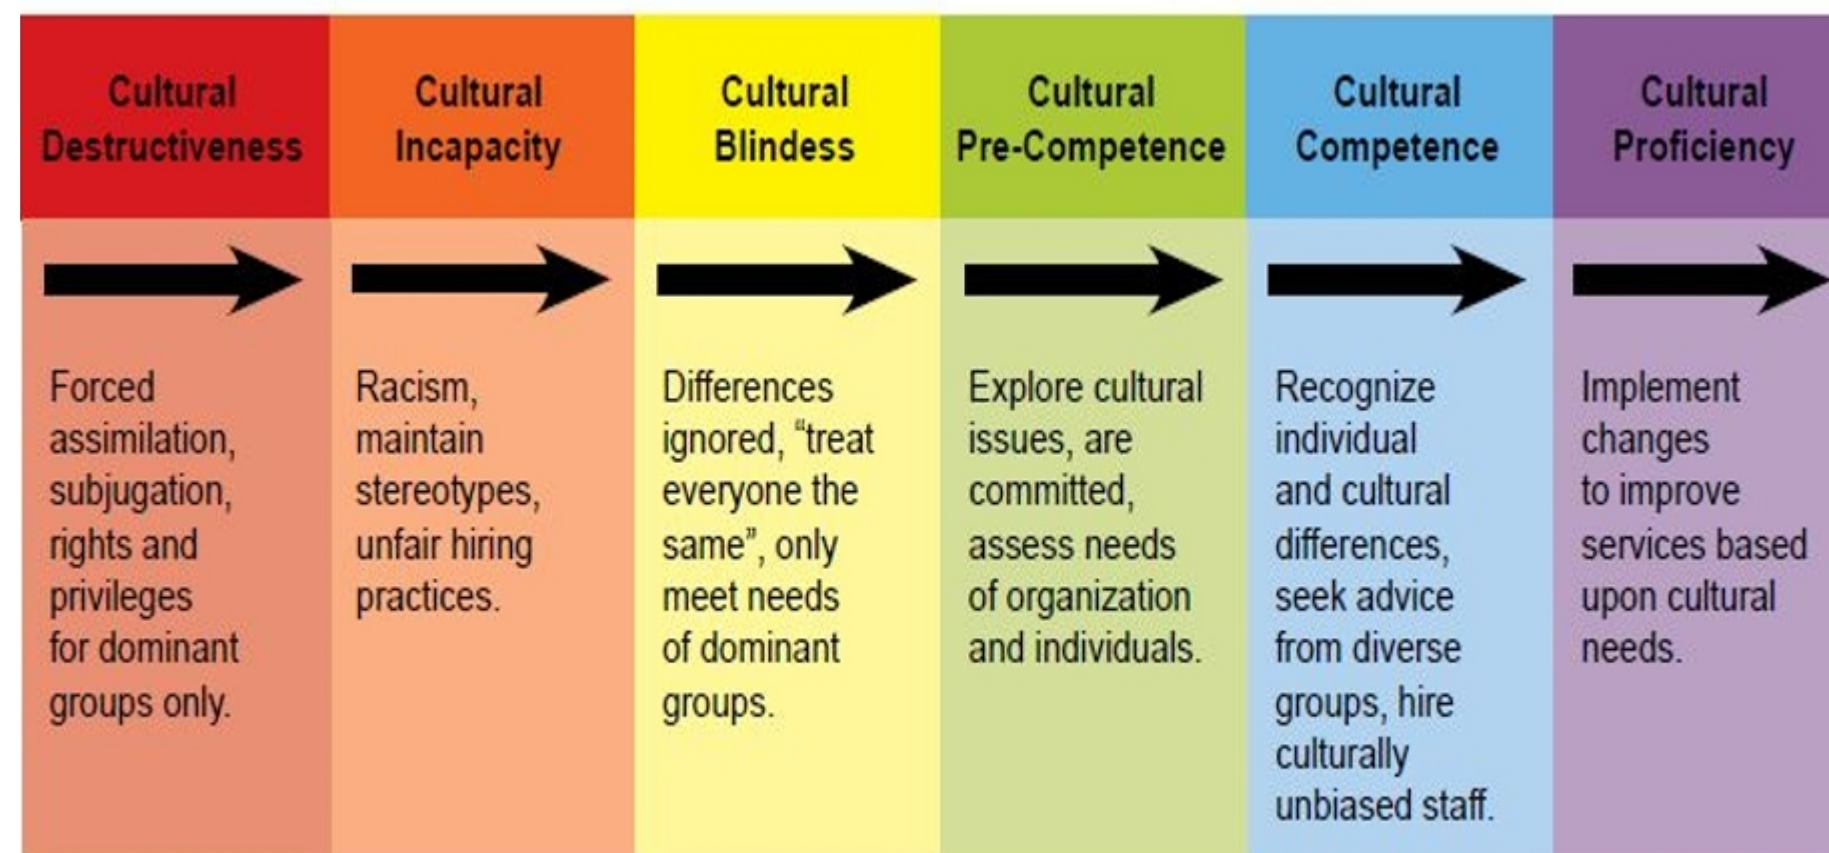 Cultural
Destructiveness
Forced
assimilation,
subjugation,
rights and
privileges
for dominant
groups only.
Cultural
Incapacity
Racism,
maintain
stereotypes,
unfair hiring
practices.
Cultural
Blindess
Differences
ignored, “treat
everyone the
same”, only
meet needs
of dominant
groups.
Cultural
Pre-Competence
Explore cultural
issues, are
committed,
assess needs
of organization
and individuals.
Cultural
Competence
Recognize
individual
and cultural
differences,
seek advice
from diverse
groups, hire
culturally
unbiased staff.
Cultural
Proficiency
Implement
changes
to improve
services based
upon cultural
needs.